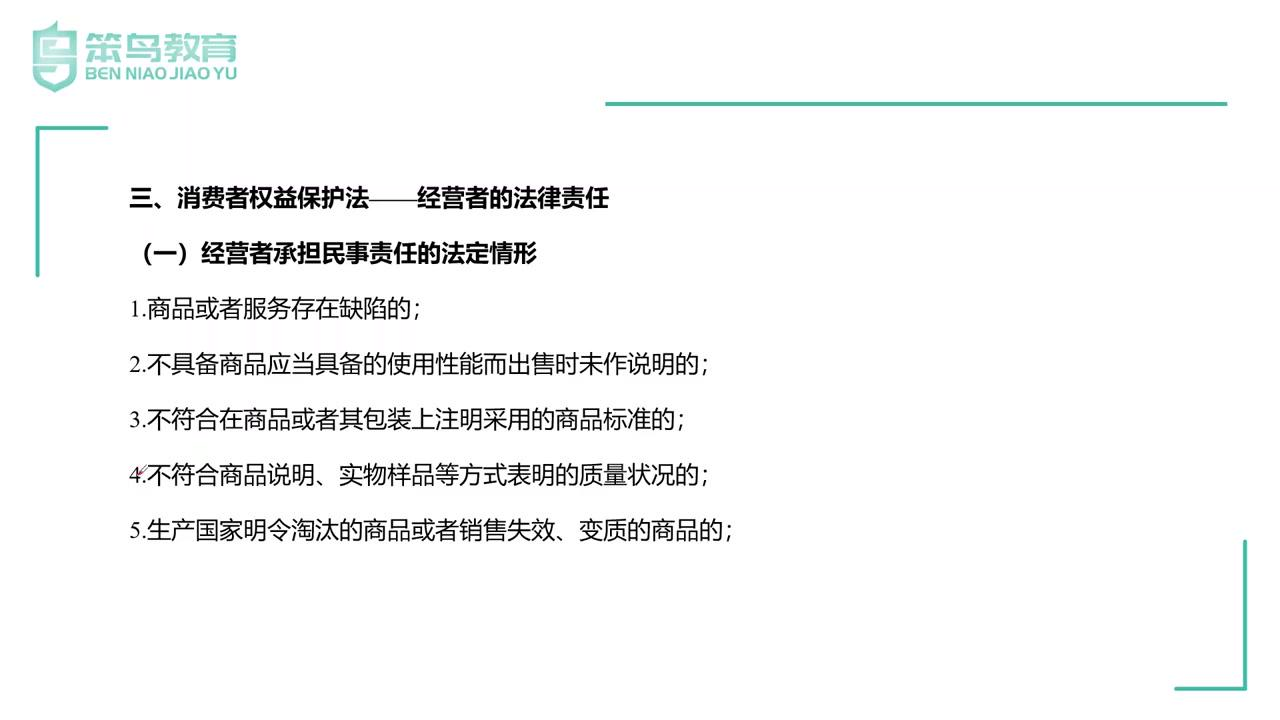 笨鸟教育
BEN NIAO JIAO YU
三、消费者权益保护法——经营者的法律责任
（一）经营者承担民事责任的法定情形
1.商品或者服务存在缺陷的；
2.不具备商品应当具备的使用性能而出售时未作说明的；
3.不符合在商品或者其包装上注明采用的商品标准的；
4.不符合商品说明、实物样品等方式表明的质量状况的；
5.生产国家明令淘汰的商品或者销售失效、变质的商品的；